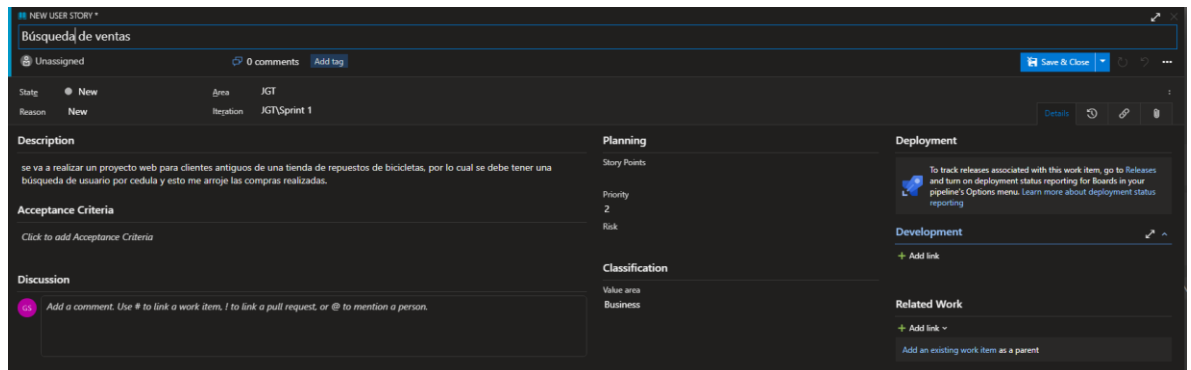 NEW USER STORY *
Búsqueda de ventas
Unassigned
0 comments
Add tag
Save & Close
State
New
Area
JGT
Reason
New
Iteration
JGT\Sprint 1
Details
Description
se va a realizar un proyecto web para clientes antiguos de una tienda de repuestos de bicicletas, por lo cual se debe tener una
búsqueda de usuario por cedula y esto me arroje las compras realizadas.
Acceptance Criteria
Click to add Acceptance Criteria
Discussion
GS
Add a comment. Use # to link a work item, ! to link a pull request, or @ to mention a person.
Planning
Story Points
Priority
2
Risk
Classification
Value area
Business
Deployment
To track releases associated with this work item, go to Releases
and turn on deployment status reporting for Boards in your
pipeline's Options menu. Learn more about deployment status
reporting
Development
+ Add link
Related Work
+ Add link
Add an existing work item as a parent